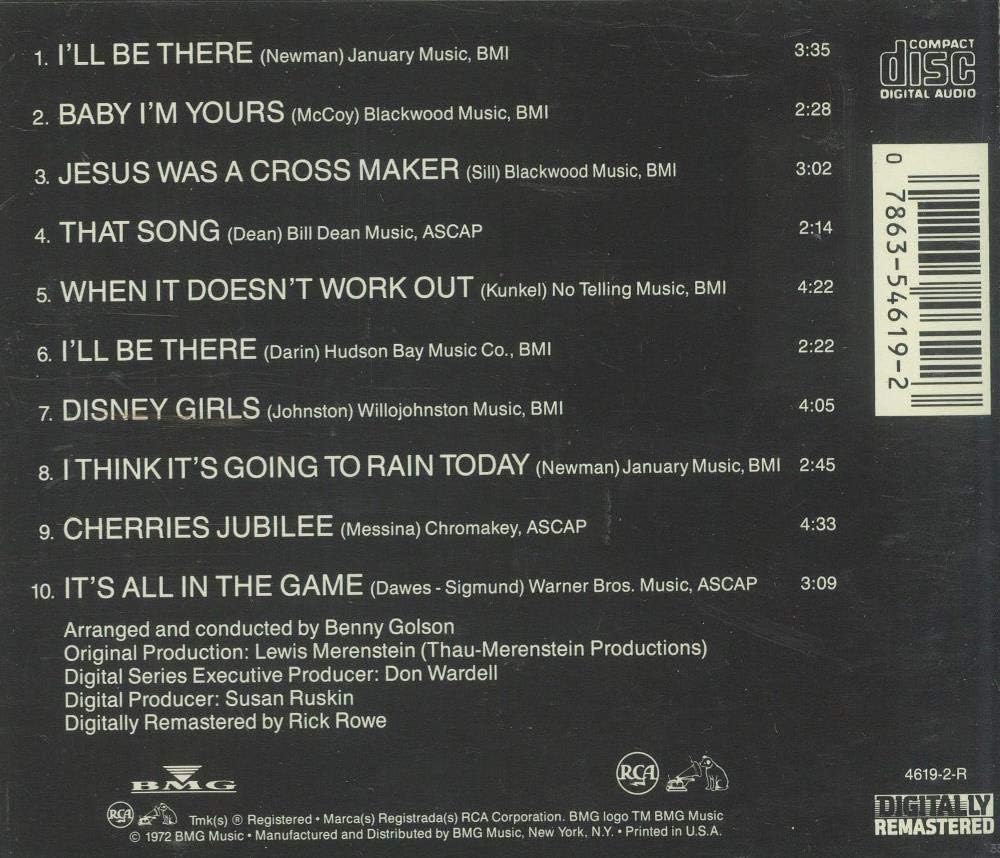 1. I'LL BE THERE (Newman) January Music, BMI 3:35
2. BABY I'M YOURS (McCoy) Blackwood Music, BMI 2:28
3. JESUS WAS A CROSS MAKER (Sill) Blackwood Music, BMI 3:02
4. THAT SONG (Dean) Bill Dean Music, ASCAP 2:14
5. WHEN IT DOESN'T WORK OUT (Kunkel) No Telling Music, BMI 4:22
6. I'LL BE THERE (Darin) Hudson Bay Music Co., BMI 2:22
7. DISNEY GIRLS (Johnston) Willojohnston Music, BMI 4:05
8. I THINK IT'S GOING TO RAIN TODAY (Newman) January Music, BMI 2:45
9. CHERRIES JUBILEE (Messina) Chromakey, ASCAP 4:33
10. IT'S ALL IN THE GAME (Dawes - Sigmund) Warner Bros. Music, ASCAP 3:09
Arranged and conducted by Benny Golson
Original Production: Lewis Merenstein (Thau-Merenstein Productions)
Digital Series Executive Producer: Don Wardell
Digital Producer: Susan Ruskin
Digitally Remastered by Rick Rowe
BMG
RCA
RCA
Tmk(s) ® Registered • Marca(s) Registrada(s) RCA Corporation. BMG logo TM BMG Music
© 1972 BMG Music • Manufactured and Distributed by BMG Music, New York, N.Y. • Printed in U.S.A.
COMPACT
disc
DIGITAL AUDIO
0 7863-54619-2
4619-2-R
DIGITALLY
REMASTERED